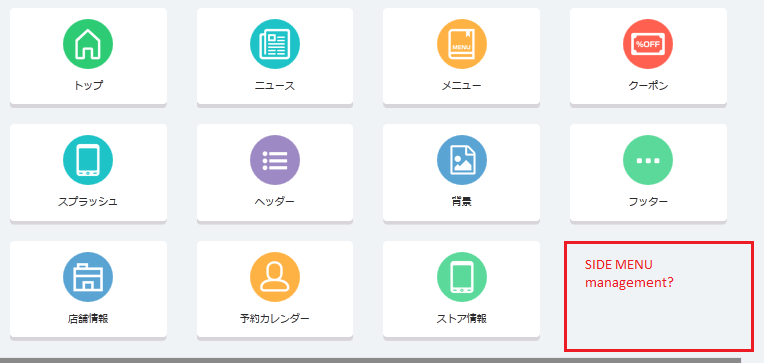 トップ
ニュース
MENU
メニュー
%OFF
クーポン
スプラッシュ
ヘッダー
背景
フッター
店舗情報
予約カレンダー
ストア情報
SIDE MENU
management?